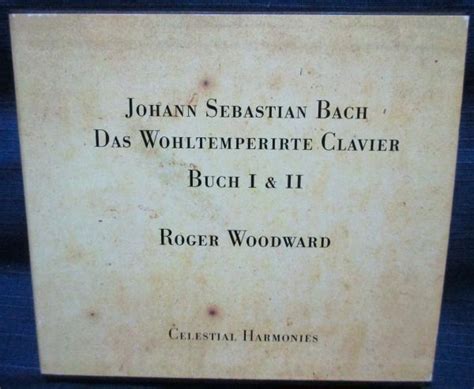 Johann Sebastian Bach
Das Wohltemperirte Clavier
Buch I & II
Roger Woodward
Celestial Harmonies